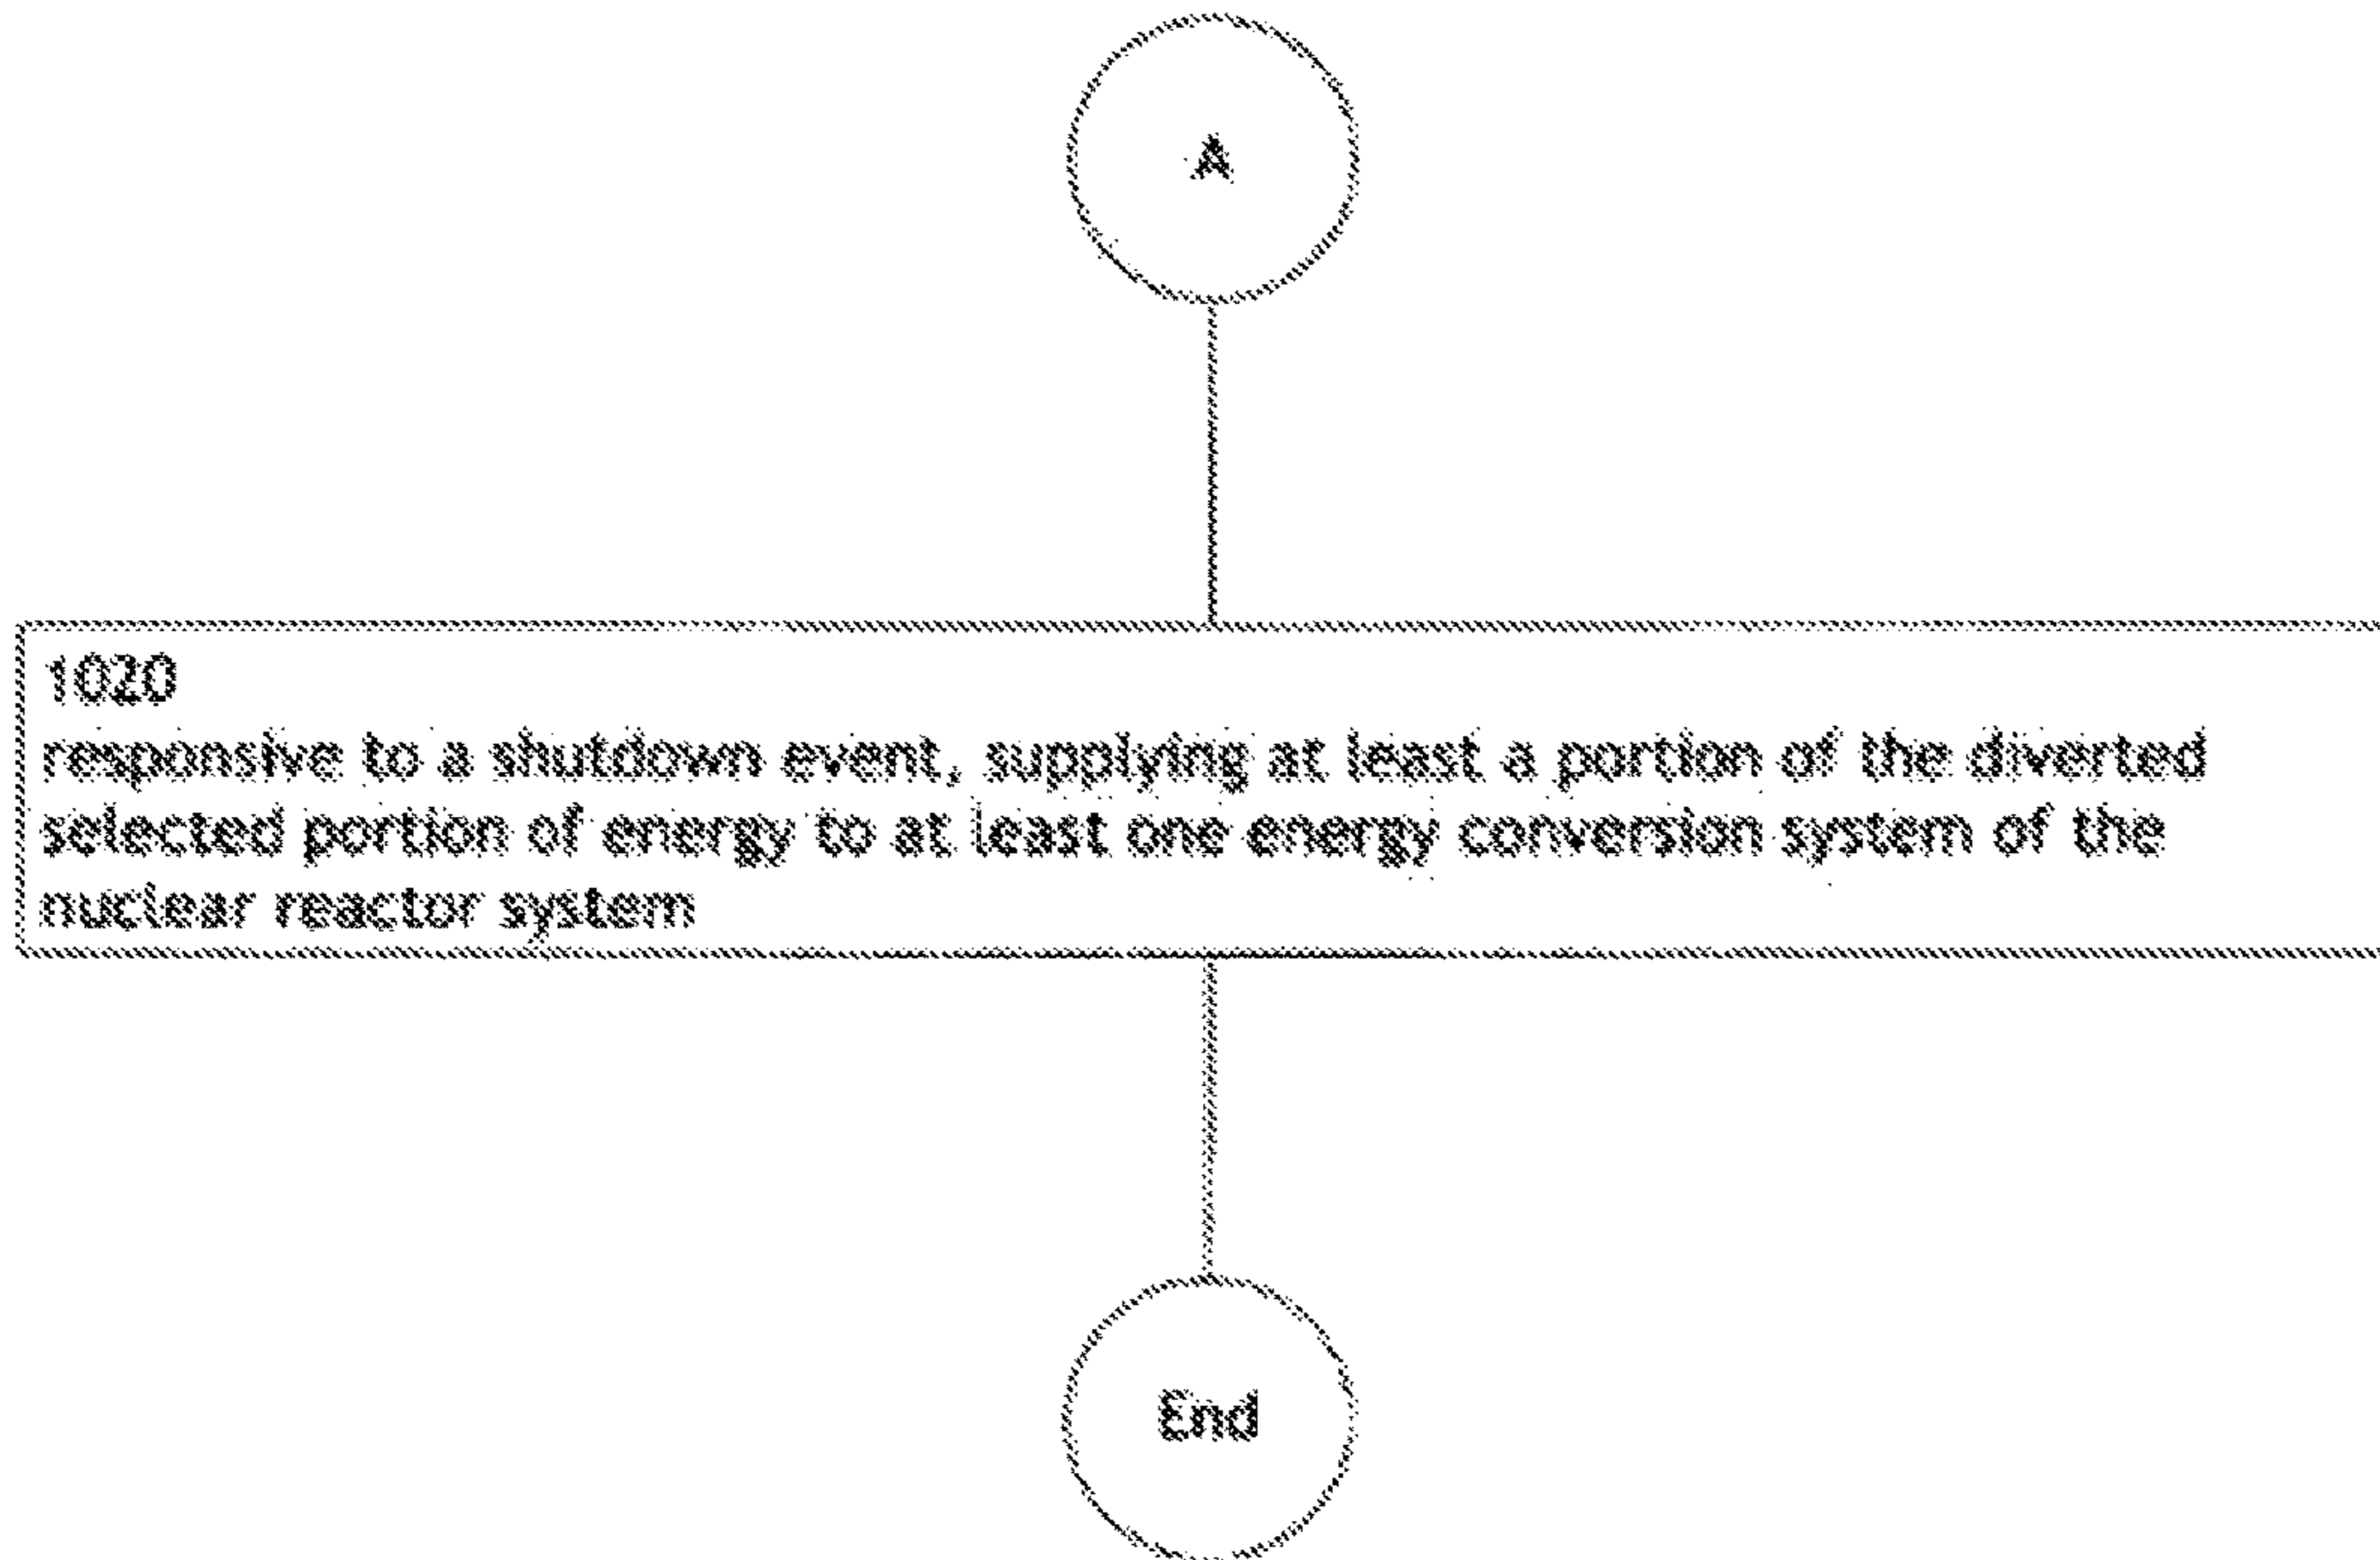 A
1020
responsive to a shutdown event, supplying at least a portion of the diverted
selected portion of energy to at least one energy conversion system of the
nuclear reactor system
End